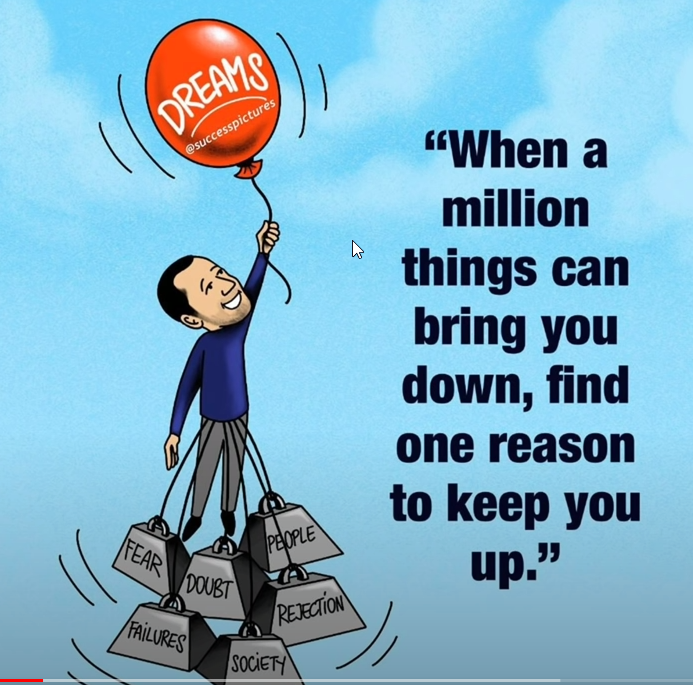 DREAMS
@successpictures
“When a
million
things can
bring you
down, find
one reason
to keep you
up.”
FEAR
DOUBT
PEOPLE
REJECTION
FAILURES
SOCIETY